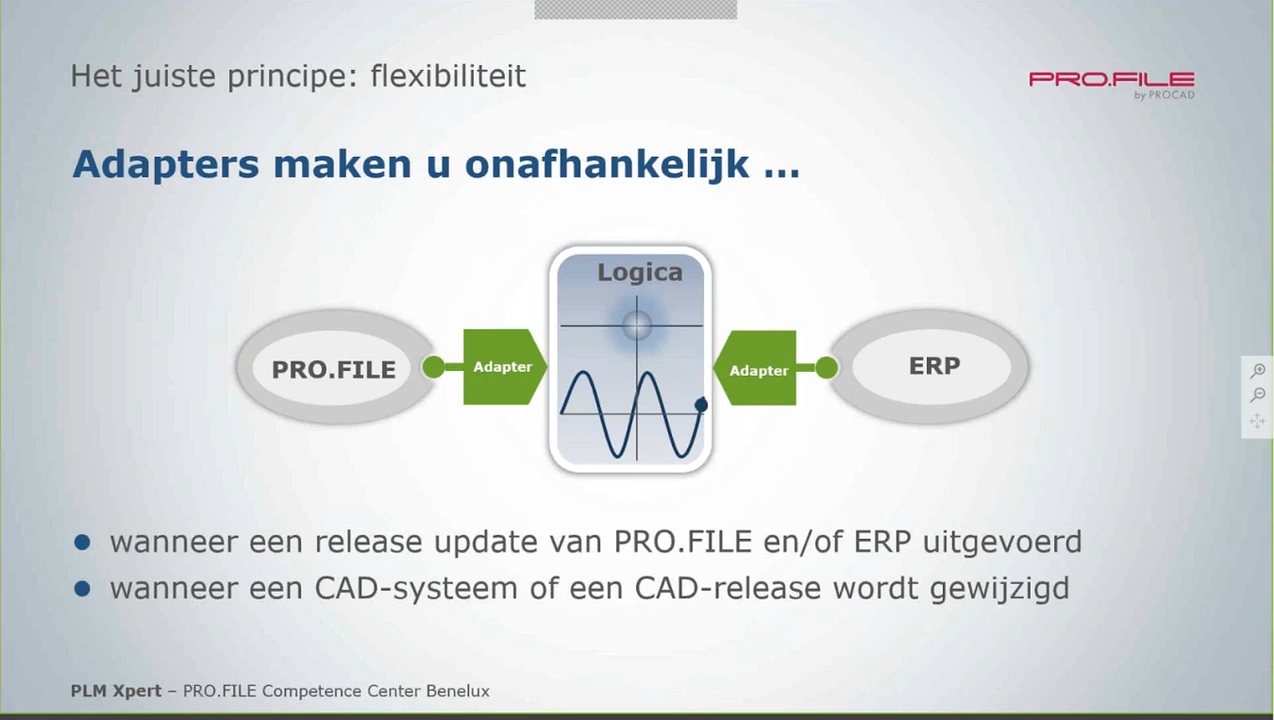 Het juiste principe: flexibiliteit
PRO.FILE
by PROCAD
Adapters maken u onafhankelijk ...
Logica
PRO.FILE
Adapter
Adapter
ERP
wanneer een release update van PRO.FILE en/of ERP uitgevoerd
wanneer een CAD-systeem of een CAD-release wordt gewijzigd
PLM Xpert – PRO.FILE Competence Center Benelux